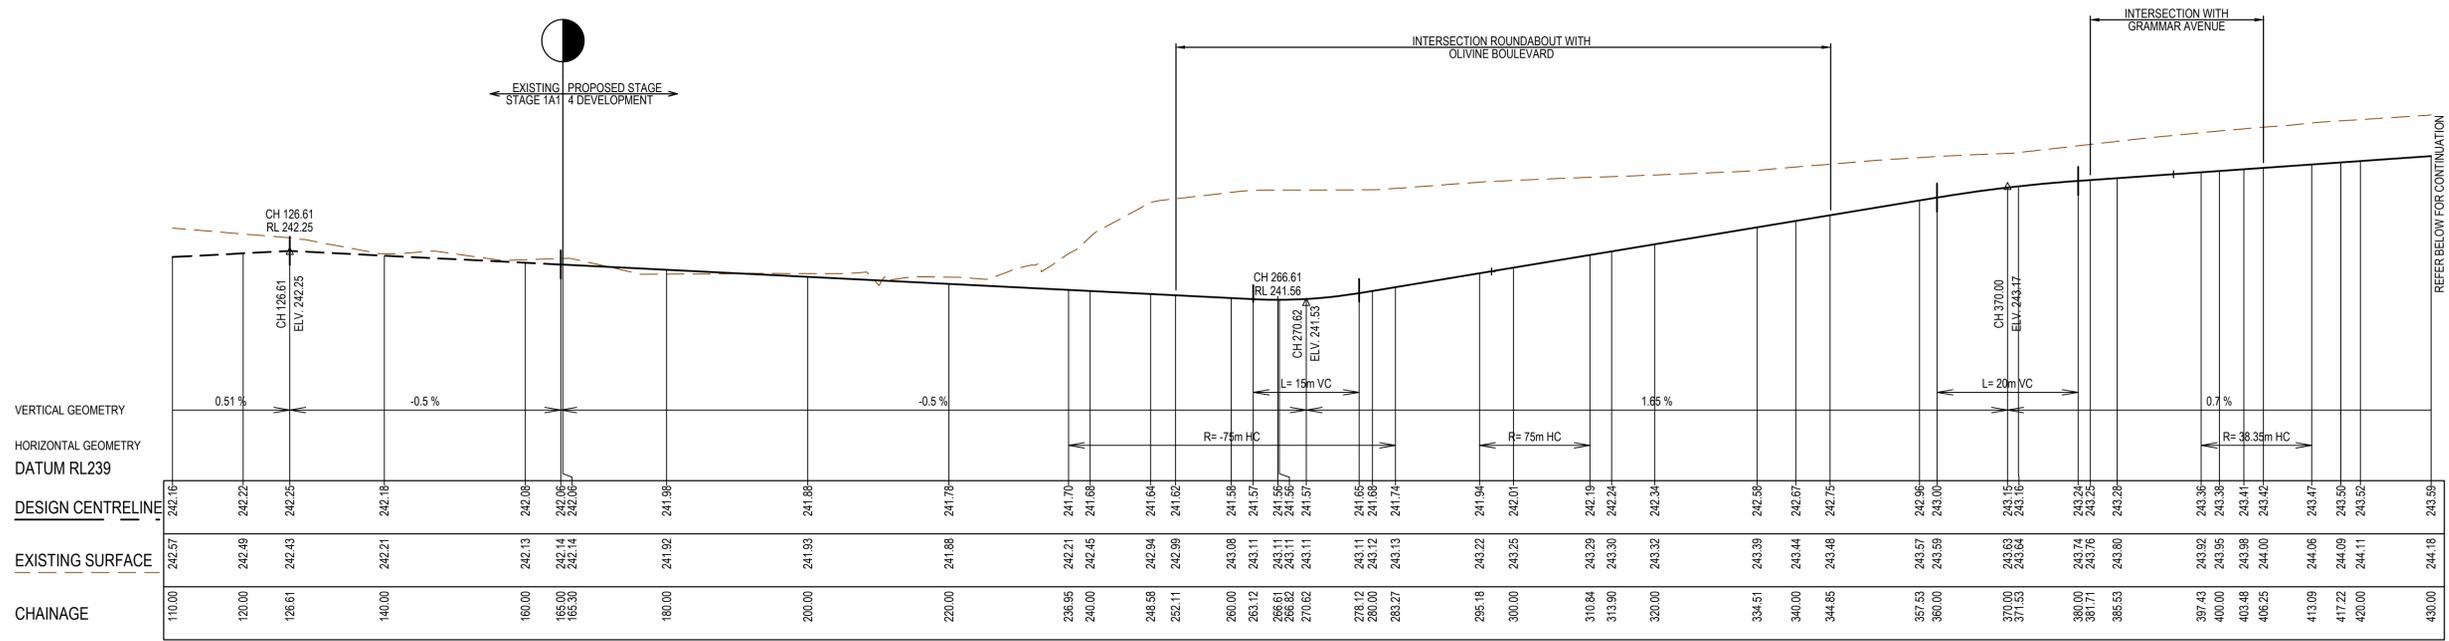 INTERSECTION WITH
GRAMMAR AVENUE
INTERSECTION ROUNDABOUT WITH
OLIVINE BOULEVARD
EXISTING PROPOSED STAGE
STAGE 1A1 4 DEVELOPMENT
REFER BELOW FOR CONTINUATION
CH 126.61
RL 242.25
CH 126.61
ELV. 242.25
CH 266.61
RL 241.56
CH 270.62
ELV. 241.53
CH 370.00
ELV. 243.17
L= 15m VC
L= 20m VC
VERTICAL GEOMETRY 0.51 % -0.5 % -0.5 % 1.65 % 0.7 %
HORIZONTAL GEOMETRY R= -75m HC R= 75m HC R= 38.35m HC
DATUM RL239
DESIGN CENTRELINE 242.16 242.22 242.25 242.18 242.08 242.06 242.06 241.98 241.88 241.78 241.70 241.68 241.64 241.62 241.58 241.57 241.56 241.56 241.57 241.65 241.68 241.74 241.94 242.01 242.19 242.24 242.34 242.58 242.67 242.75 242.96 243.00 243.15 243.16 243.24 243.25 243.28 243.36 243.38 243.41 243.42 243.47 243.50 243.52 243.59
EXISTING SURFACE 242.57 242.49 242.43 242.21 242.13 242.14 242.14 241.92 241.93 241.88 242.21 242.45 242.94 242.99 243.08 243.11 243.11 243.11 243.11 243.11 243.12 243.13 243.22 243.25 243.29 243.30 243.32 243.39 243.44 243.48 243.57 243.59 243.63 243.64 243.74 243.76 243.80 243.92 243.95 243.98 244.00 244.06 244.09 244.11 244.18
CHAINAGE 110.00 120.00 126.61 140.00 160.00 165.00 165.30 180.00 200.00 220.00 236.95 240.00 248.58 252.11 260.00 263.12 266.61 266.82 270.62 278.12 280.00 283.27 295.18 300.00 310.84 313.90 320.00 334.51 340.00 344.85 357.53 360.00 370.00 371.53 380.00 381.71 385.53 397.43 400.00 403.48 406.25 413.09 417.22 420.00 430.00